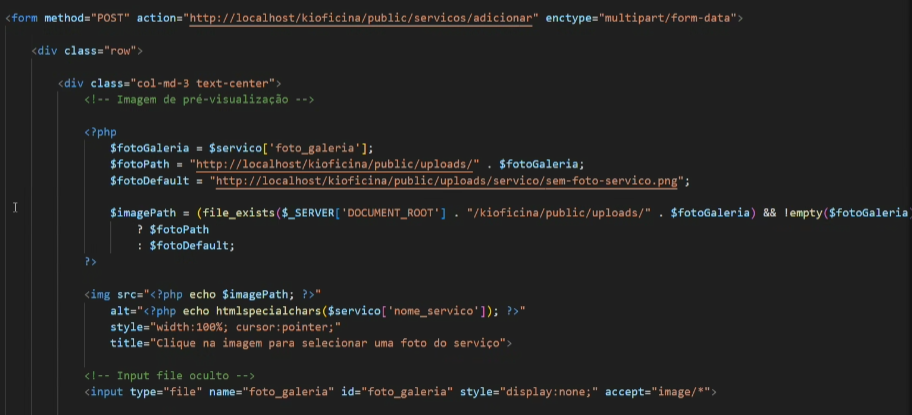 <form method="POST" action="http://localhost/kioficina/public/servicos/adicionar" enctype="multipart/form-data">
<div class="row">
<div class="col-md-3 text-center">
<!-- Imagem de pré-visualização -->
<?php
$fotoGaleria = $servico['foto_galeria'];
$fotoPath = "http://localhost/kioficina/public/uploads/" . $fotoGaleria;
$fotoDefault = "http://localhost/kioficina/public/uploads/servico/sem-foto-servico.png";
$imagePath = (file_exists($_SERVER['DOCUMENT_ROOT'] . "/kioficina/public/uploads/" . $fotoGaleria) && !empty($fotoGaleria)
? $fotoPath
: $fotoDefault;
?>
<img src="<?php echo $imagePath; ?>"
alt="<?php echo htmlspecialchars($servico['nome_servico']); ?>"
style="width:100%; cursor:pointer;"
title="Clique na imagem para selecionar uma foto do serviço">
<!-- Input file oculto -->
<input type="file" name="foto_galeria" id="foto_galeria" style="display:none;" accept="image/*">